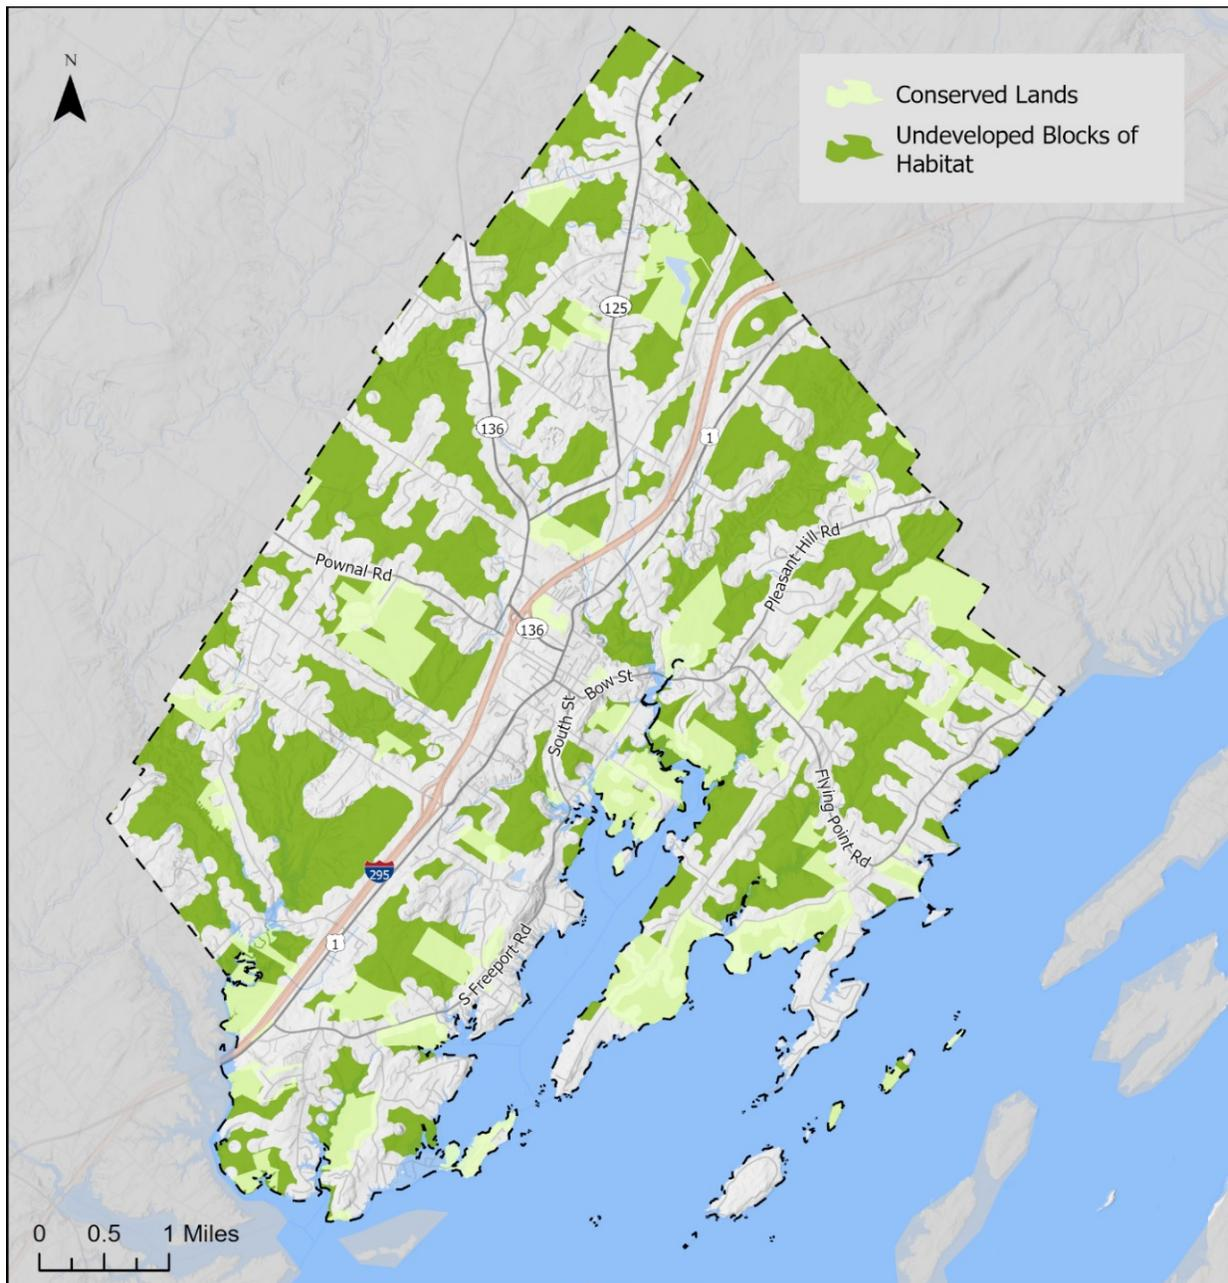 N
Conserved Lands
Undeveloped Blocks of
Habitat
125
136
1
Pownal Rd
Pleasant Hill Rd
136
Bow St
South St
Flying Point Rd
295
1
S Freeport Rd
0 0.5 1 Miles